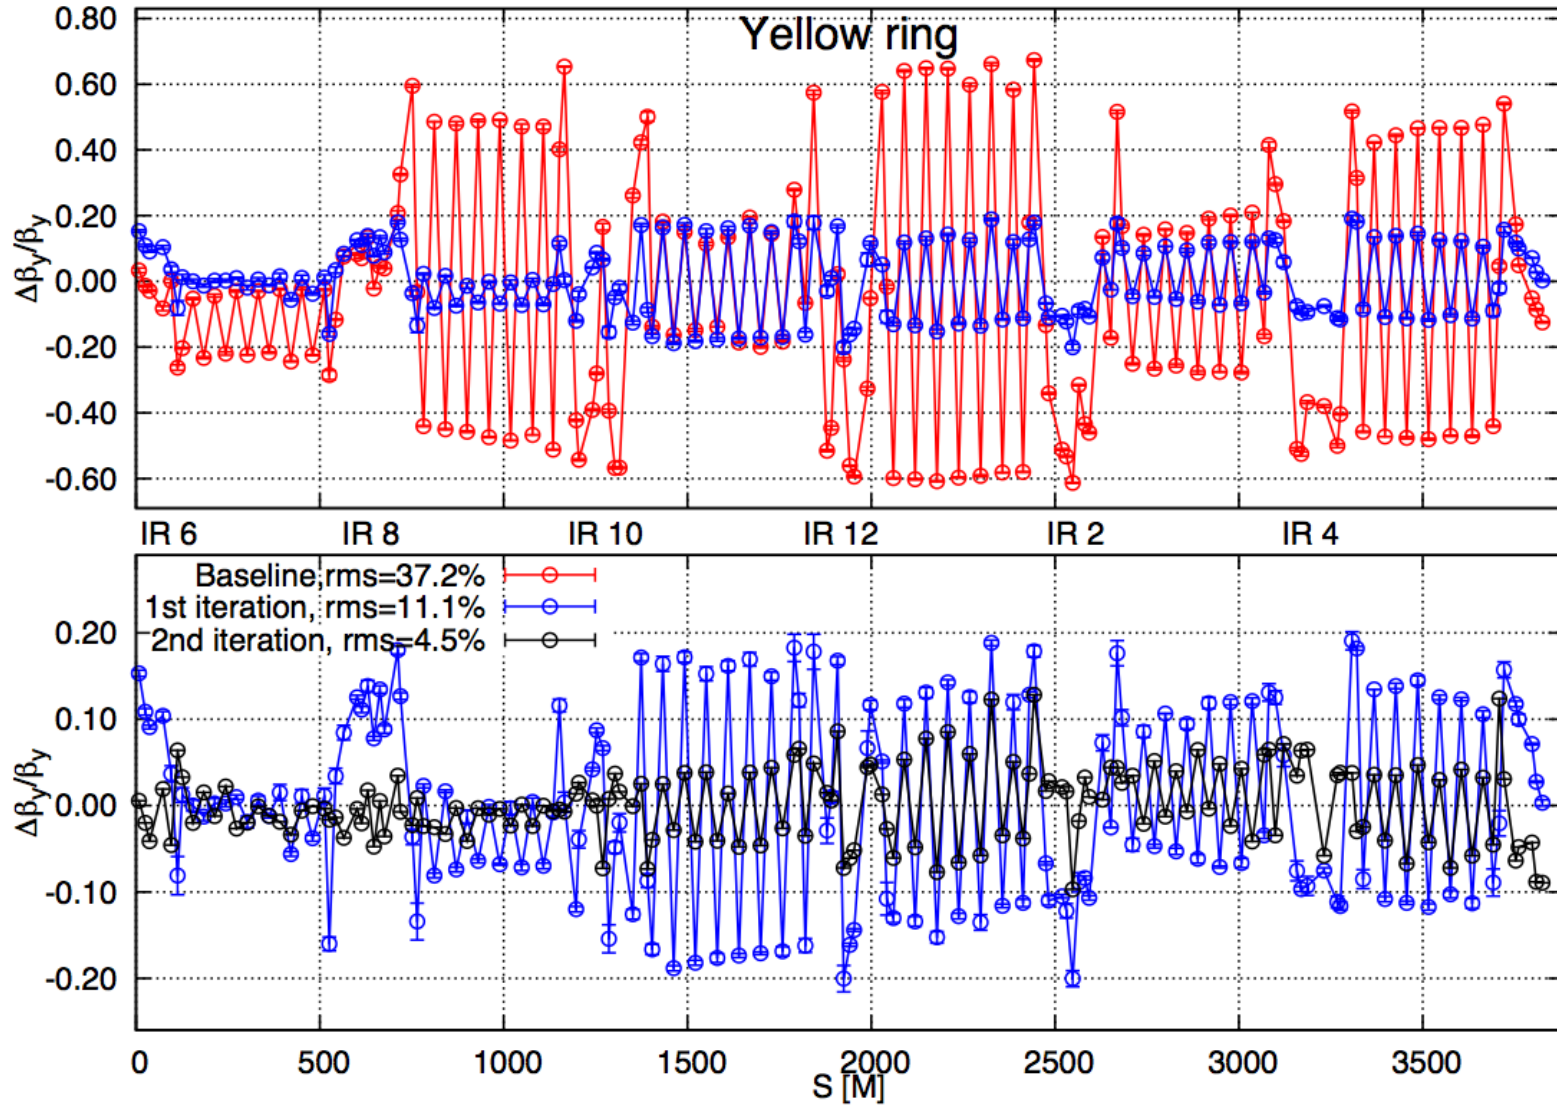 Yellow ring
0.80
0.60
0.40
0.20
0.00
-0.20
-0.40
-0.60
Δβy/βy
IR 6 IR 8 IR 10 IR 12 IR 2 IR 4
Baseline,rms=37.2%
1st iteration, rms=11.1%
2nd iteration, rms=4.5%
0.20
0.10
0.00
-0.10
-0.20
Δβy/βy
0 500 1000 1500 2000 2500 3000 3500
S [M]